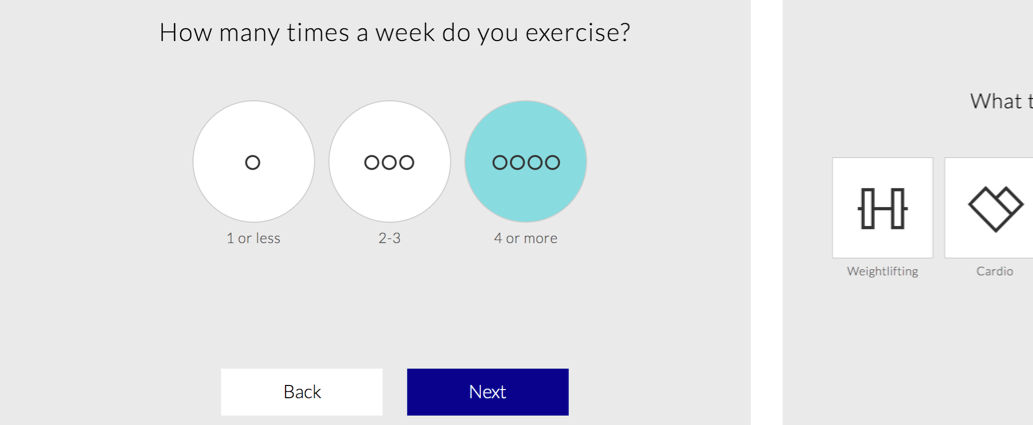 How many times a week do you exercise?
1 or less
2-3
4 or more
Back
Next
What
Weightlifting
Cardio